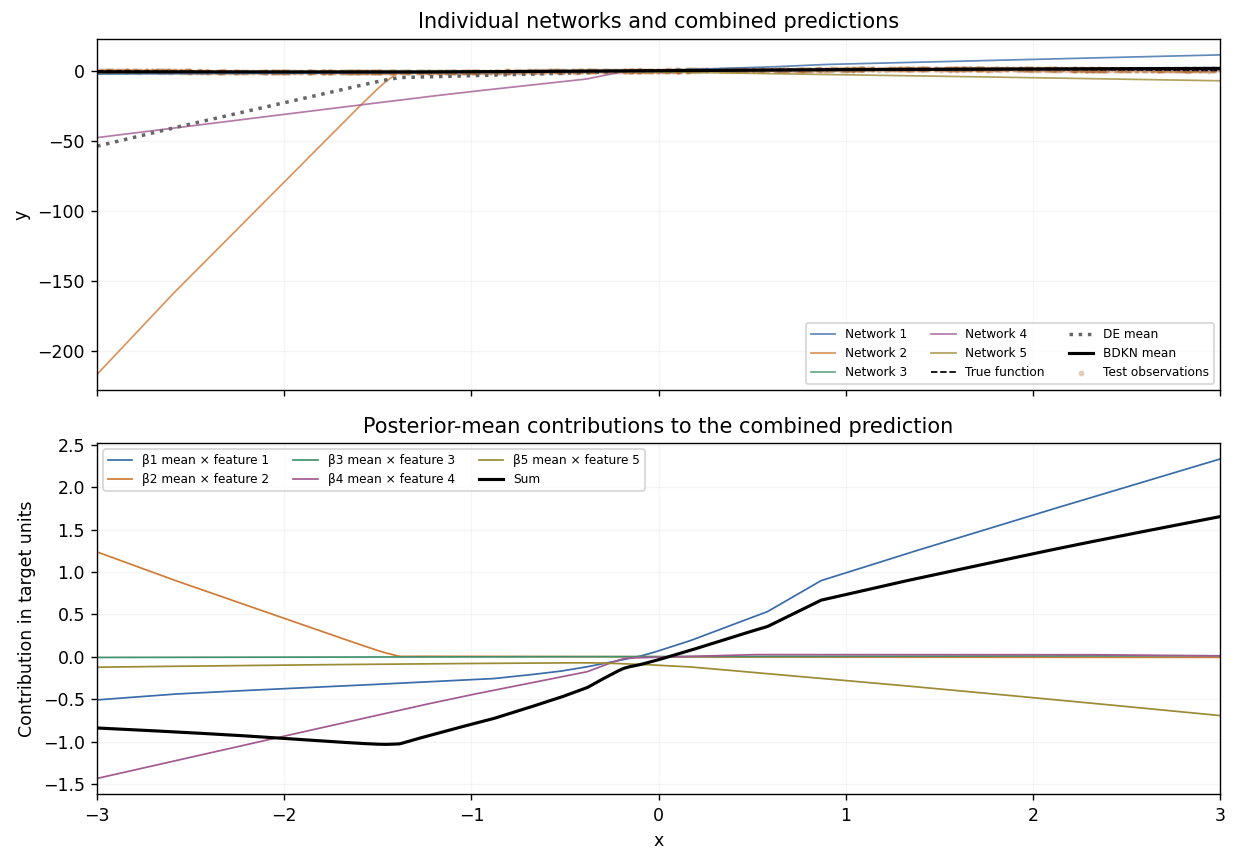 Individual networks and combined predictions
0
−50
−100
−150
−200
y
Network 1 Network 4 DE mean
Network 2 Network 5 BDKN mean
Network 3 True function Test observations
Posterior-mean contributions to the combined prediction
2.5
2.0
1.5
1.0
0.5
0.0
−0.5
−1.0
−1.5
Contribution in target units
β1 mean × feature 1 β3 mean × feature 3 β5 mean × feature 5
β2 mean × feature 2 β4 mean × feature 4 Sum
−3 −2 −1 0 1 2 3
x